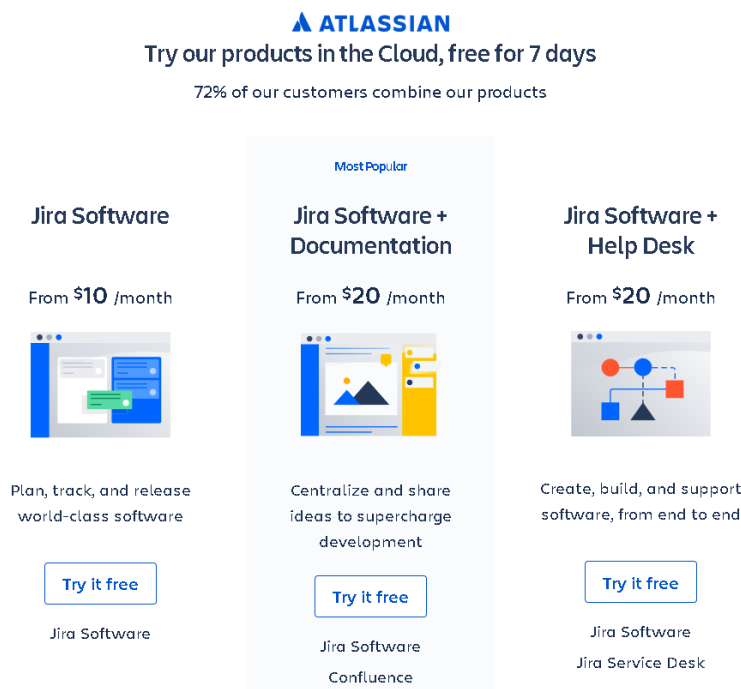 ATLASSIAN
Try our products in the Cloud, free for 7 days
72% of our customers combine our products
Jira Software
From $10 /month
Plan, track, and release
world-class software
Try it free
Jira Software
Most Popular
Jira Software +
Documentation
From $20 /month
Centralize and share
ideas to supercharge
development
Try it free
Jira Software
Confluence
Jira Software +
Help Desk
From $20 /month
Create, build, and support
software, from end to end
Try it free
Jira Software
Jira Service Desk